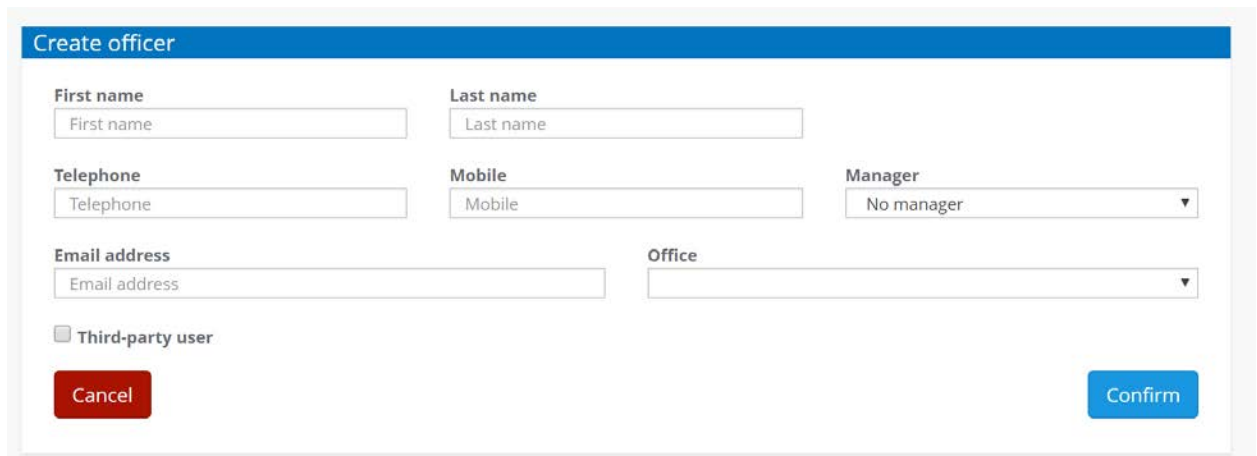 Create officer
First name Last name
First name Last name
Telephone Mobile Manager
Telephone Mobile No manager
Email address Office
Email address
Third-party user
Cancel Confirm